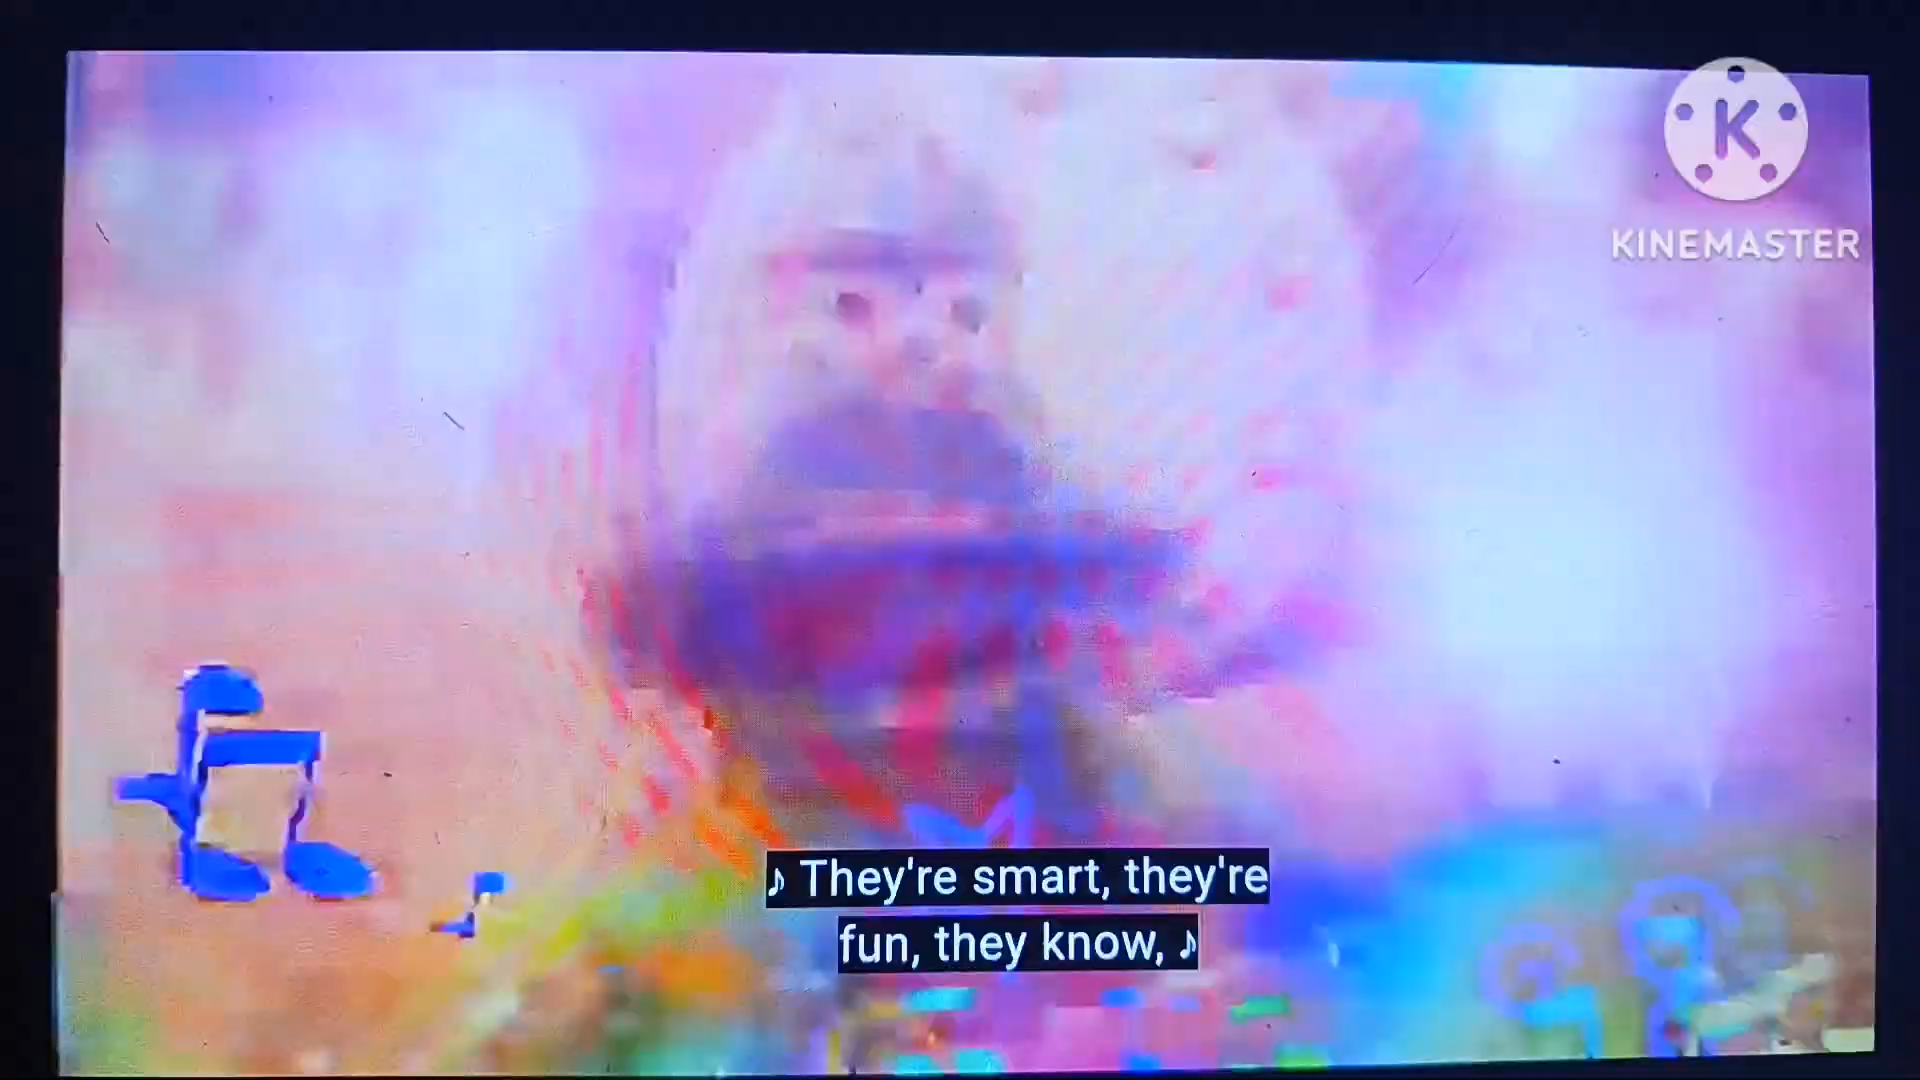 K
KINEMASTER
♪ They're smart, they're
fun, they know, ♪